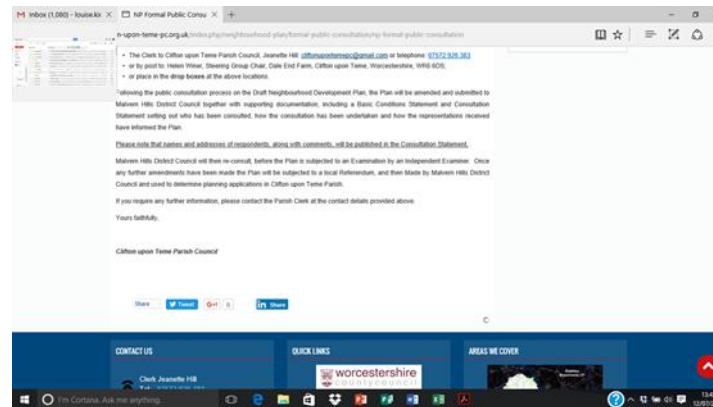 Inbox (1,080) - louise.kir
NP Formal Public Consu
n-upon-teme-pc.org.uk/index.php/neighbourhood-plan/formal-public-consultation/np-formal-public-consultation
The Clerk to Clifton upon Teme Parish Council, Jeanette Hill: cliftonupontemepc@gmail.com or telephone: 07572 926 383
or by post to: Helen Winer, Steering Group Chair, Dale End Farm, Clifton upon Teme, Worcestershire, WR6 6DS;
or place in the drop boxes at the above locations.
Following the public consultation process on the Draft Neighbourhood Development Plan, the Plan will be amended and submitted to
Malvern Hills District Council together with supporting documentation, including a Basic Conditions Statement and Consultation
Statement setting out who has been consulted, how the consultation has been undertaken and how the representations received
have informed the Plan.
Please note that names and addresses of respondents, along with comments, will be published in the Consultation Statement.
Malvern Hills District Council will then re-consult, before the Plan is subjected to an Examination by an Independent Examiner. Once
any further amendments have been made the Plan will be subjected to a local Referendum, and then Made by Malvern Hills District
Council and used to determine planning applications in Clifton upon Teme Parish.
If you require any further information, please contact the Parish Clerk at the contact details provided above.
Yours faithfully,
Clifton upon Teme Parish Council
Share
Tweet
G+1
0
in Share
CONTACT US
QUICK LINKS
AREAS WE COVER
Clerk Jeanette Hill
worcestershire
countycouncil
I'm Cortana. Ask me anything.